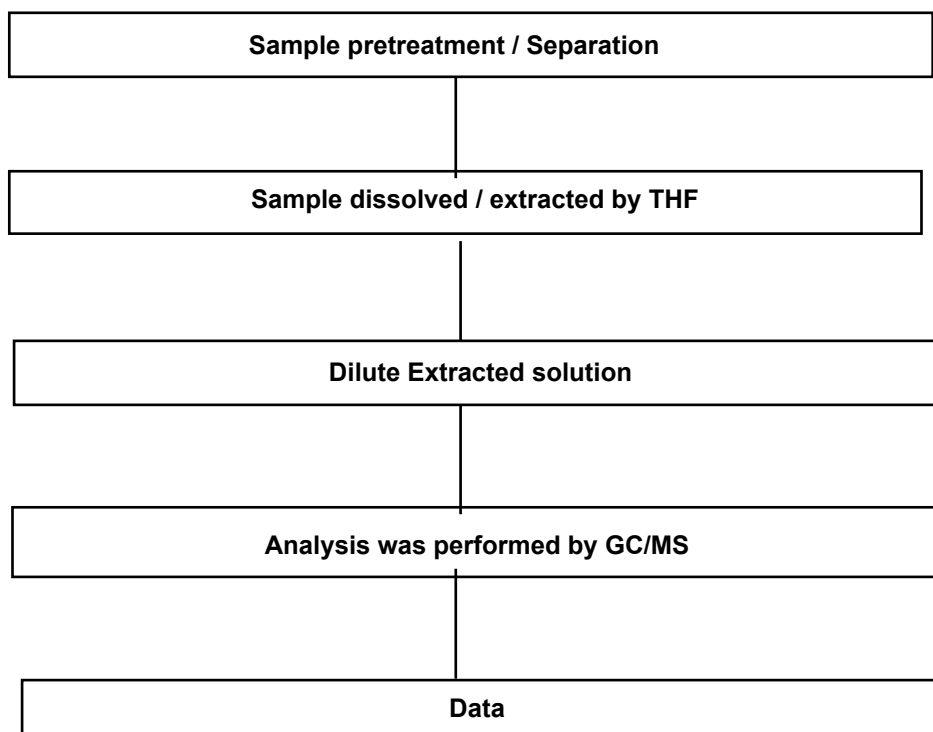 Sample pretreatment / Separation
Sample dissolved / extracted by THF
Dilute Extracted solution
Analysis was performed by GC/MS
Data